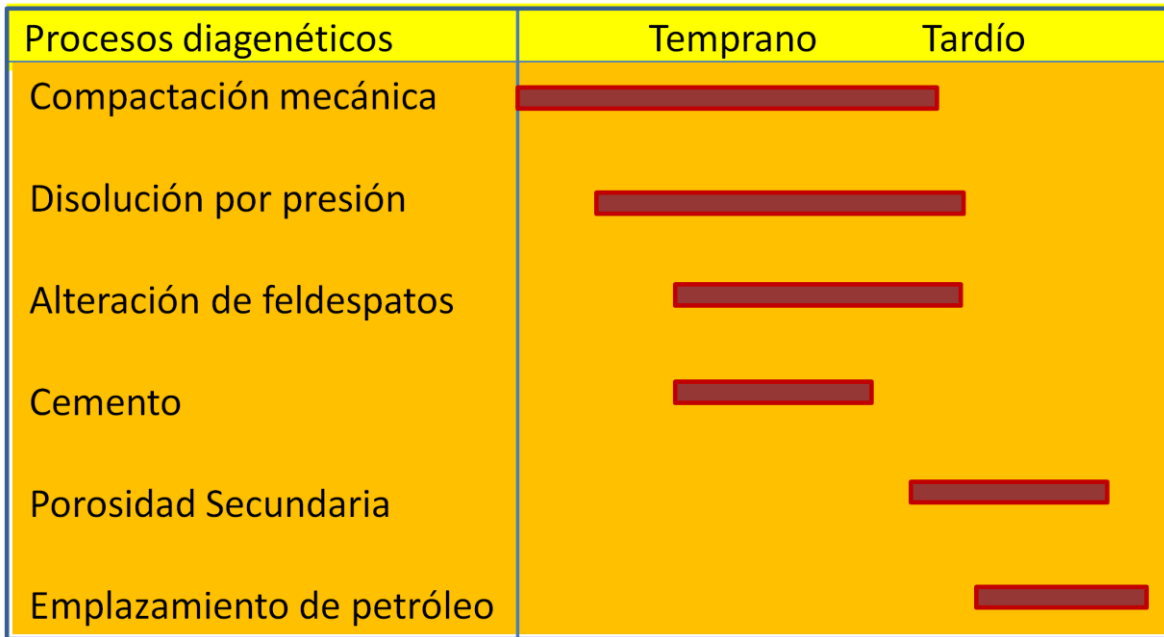 Procesos diagenéticos Temprano Tardío
Compactación mecánica
Disolución por presión
Alteración de feldespatos
Cemento
Porosidad Secundaria
Emplazamiento de petróleo